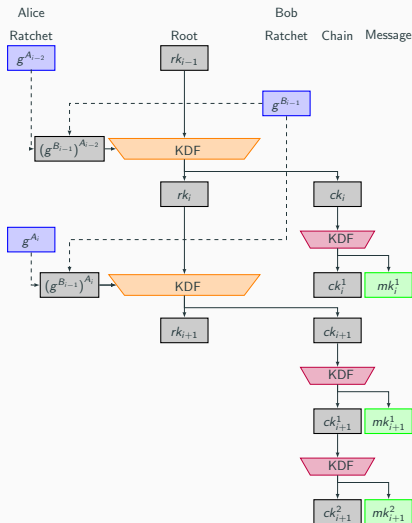 Alice Bob
Ratchet Root Ratchet Chain Message
$g^{A_{i-2}}$ $rk_{i-1}$
$g^{B_{i-1}}$
$(g^{B_{i-1}})^{A_{i-2}}$ KDF
$rk_i$ $ck_i$
$g^{A_i}$ KDF
$(g^{B_{i-1}})^{A_i}$ KDF $ck_i^1$ $mk_i^1$
$rk_{i+1}$ $ck_{i+1}$
KDF
$ck_{i+1}^1$ $mk_{i+1}^1$
KDF
$ck_{i+1}^2$ $mk_{i+1}^2$